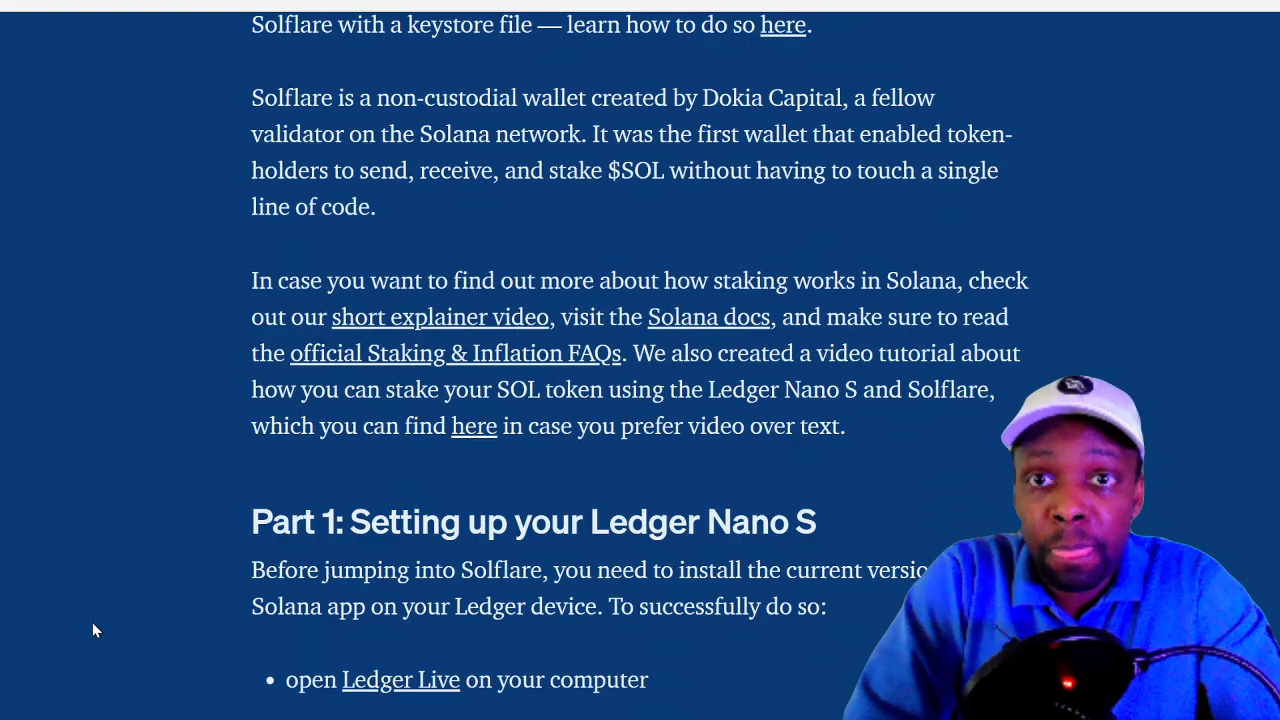 Solflare with a keystore file — learn how to do so here.
Solflare is a non-custodial wallet created by Dokia Capital, a fellow
validator on the Solana network. It was the first wallet that enabled token-
holders to send, receive, and stake $SOL without having to touch a single
line of code.
In case you want to find out more about how staking works in Solana, check
out our short explainer video, visit the Solana docs, and make sure to read
the official Staking & Inflation FAQs. We also created a video tutorial about
how you can stake your SOL token using the Ledger Nano S and Solflare,
which you can find here in case you prefer video over text.
Part 1: Setting up your Ledger Nano S
Before jumping into Solflare, you need to install the current
Solana app on your Ledger device. To successfully do so:
• open Ledger Live on your computer